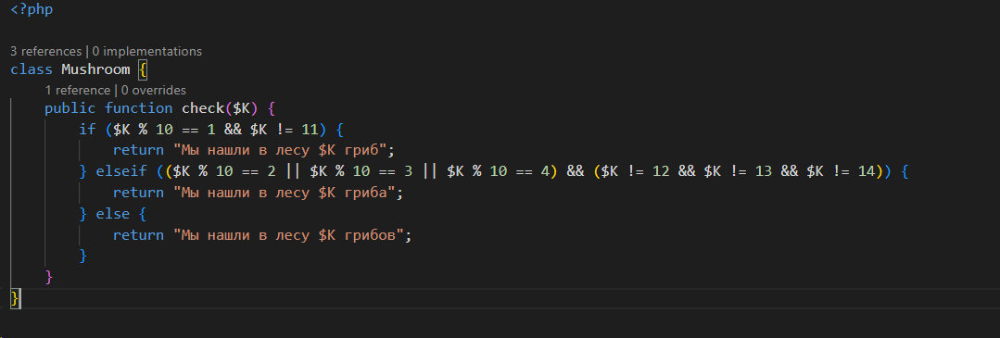 <?php
3 references | 0 implementations
class Mushroom {
1 reference | 0 overrides
public function check($K) {
if ($K % 10 == 1 && $K != 11) {
return "Мы нашли в лесу $K гриб";
} elseif (($K % 10 == 2 || $K % 10 == 3 || $K % 10 == 4) && ($K != 12 && $K != 13 && $K != 14)) {
return "Мы нашли в лесу $K гриба";
} else {
return "Мы нашли в лесу $K грибов";
}
}
}